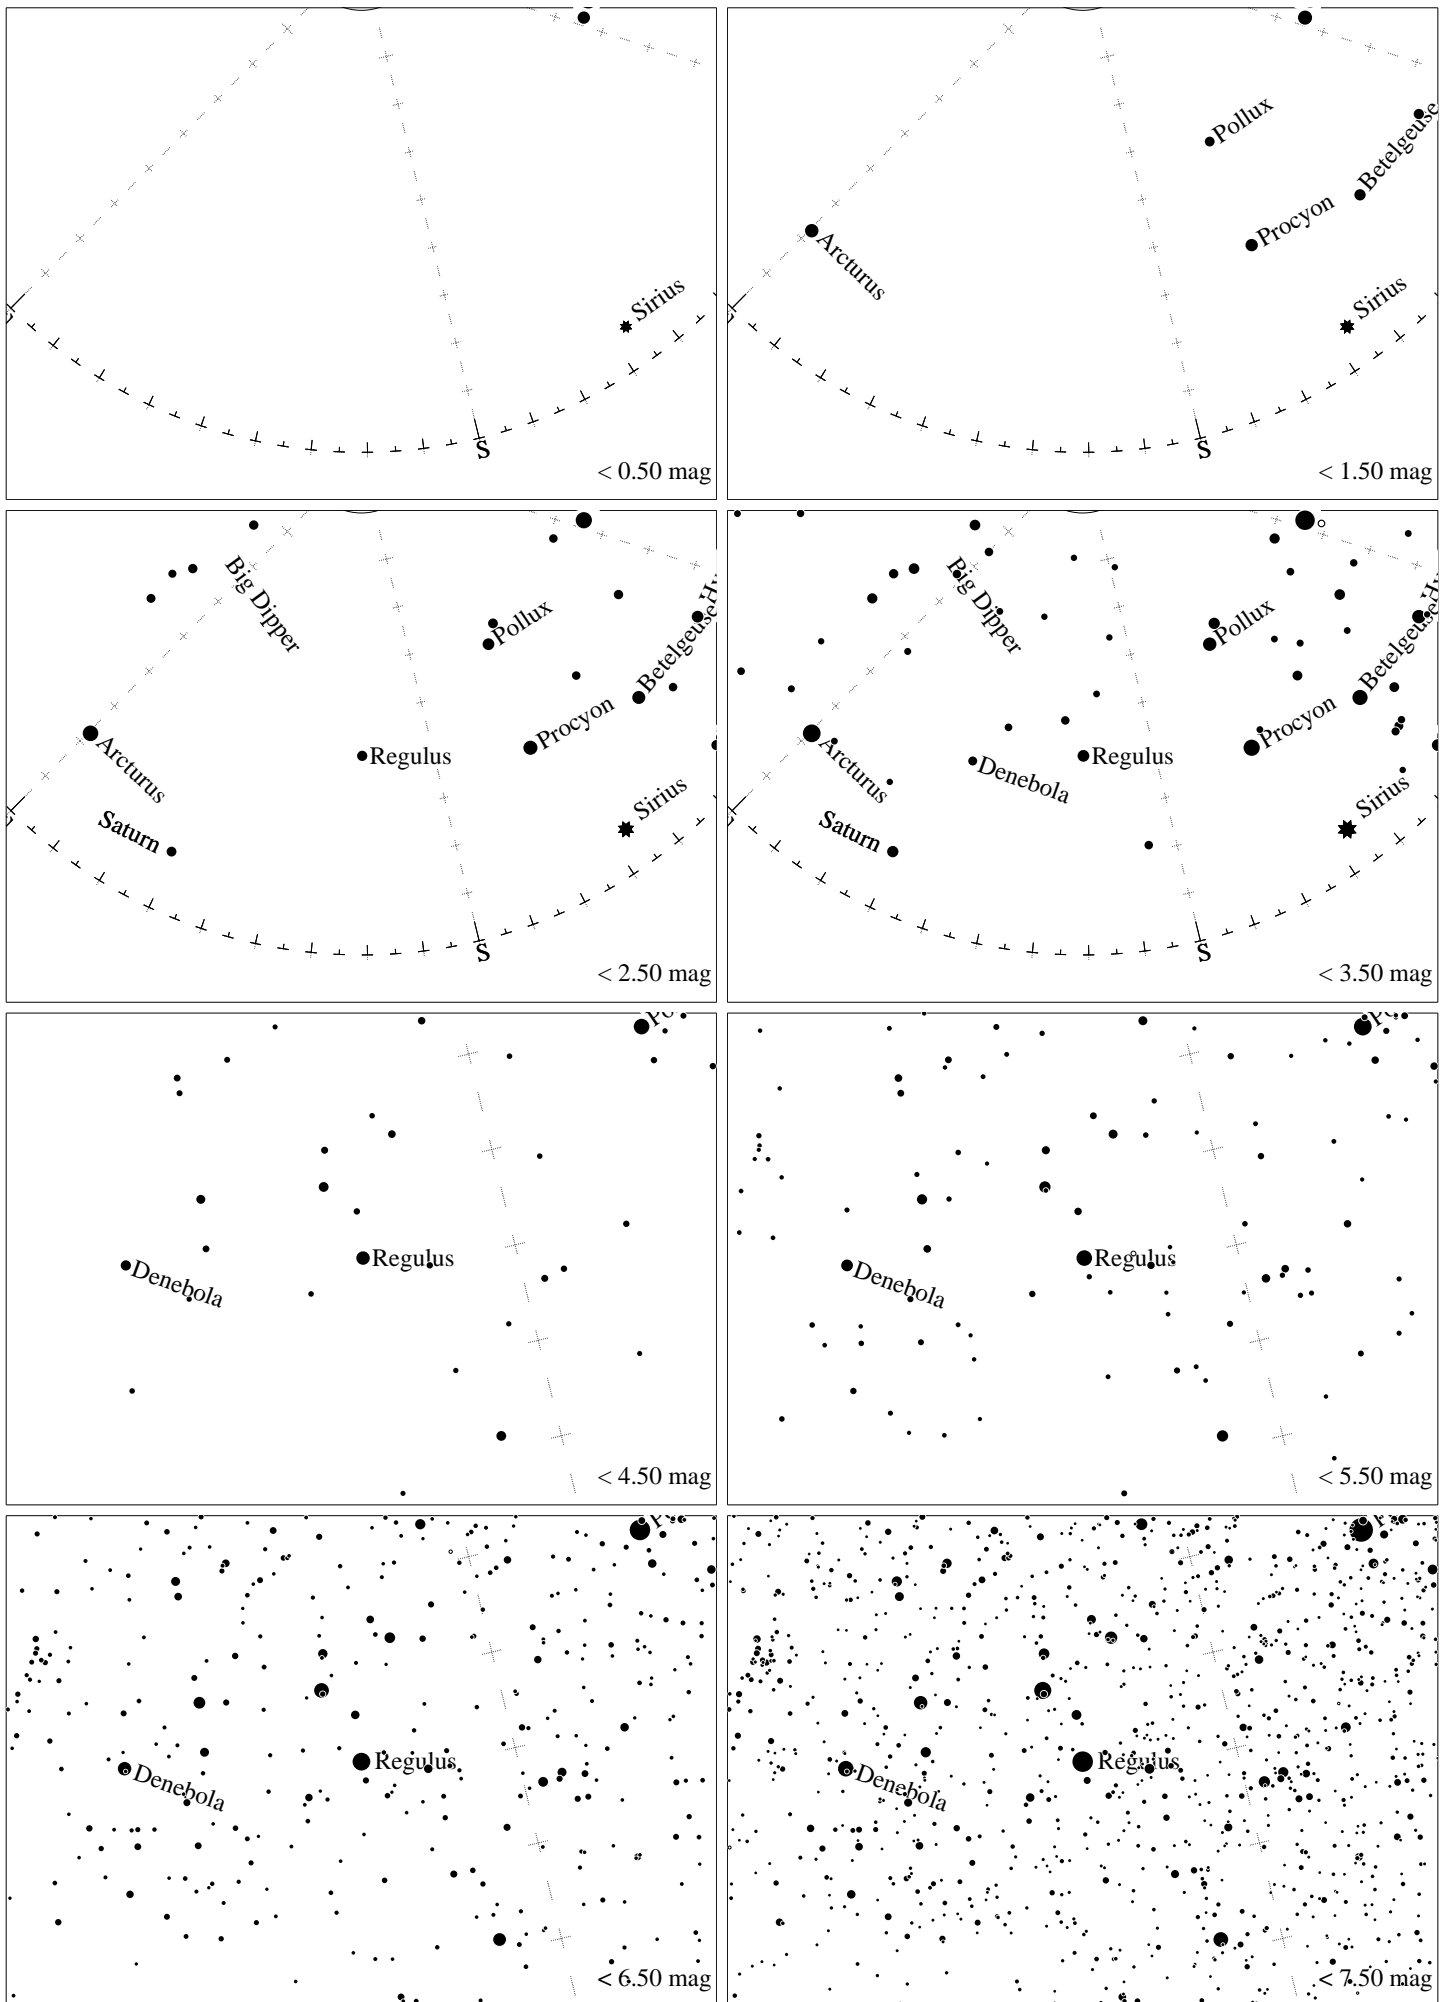 Sirius
S
< 0.50 mag
Pollux
Betelgeuse
Procyon
Arcturus
Sirius
S
< 1.50 mag
Big Dipper
Pollux
Betelgeuse
Procyon
Arcturus
Regulus
Sirius
Saturn
S
< 2.50 mag
Big Dipper
Pollux
Betelgeuse
Procyon
Arcturus
Regulus
Denebola
Sirius
Saturn
S
< 3.50 mag
Regulus
Denebola
< 4.50 mag
Regulus
Denebola
< 5.50 mag
Regulus
Denebola
< 6.50 mag
Regulus
Denebola
< 7.50 mag